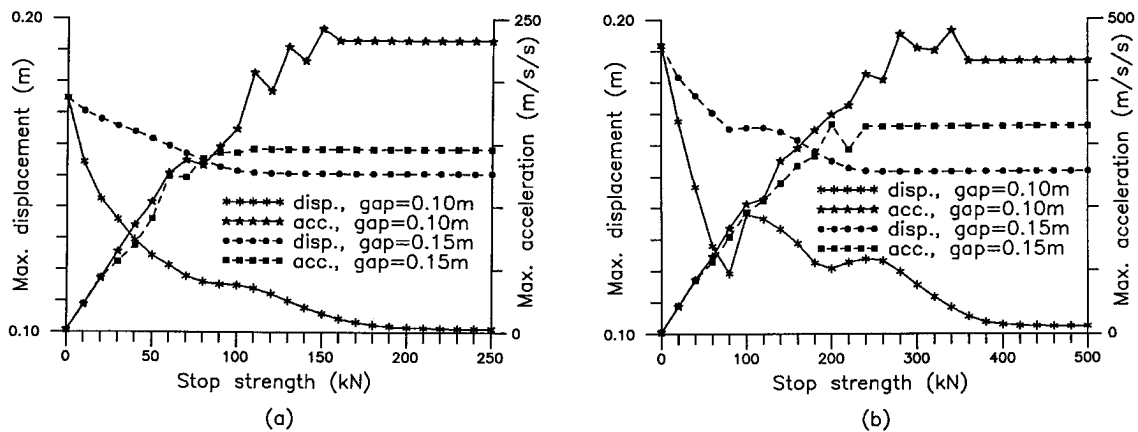 0.20
0.10
Max. displacement (m)
250
0
Max. acceleration (m/s/s)
disp., gap=0.10m
acc., gap=0.10m
disp., gap=0.15m
acc., gap=0.15m
0 50 100 150 200 250
Stop strength (kN)
(a)
0.20
0.10
Max. displacement (m)
500
0
Max. acceleration (m/s/s)
disp., gap=0.10m
acc., gap=0.10m
disp., gap=0.15m
acc., gap=0.15m
0 100 200 300 400 500
Stop strength (kN)
(b)